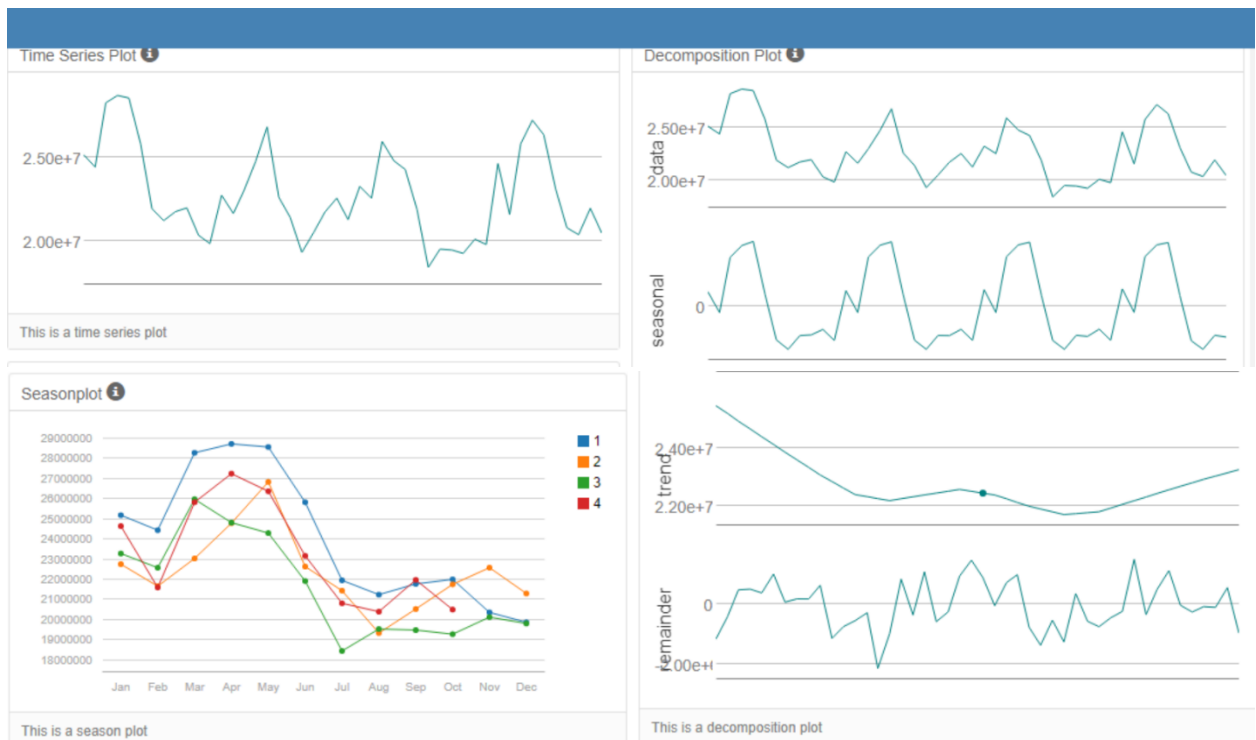 Time Series Plot
2.50e+7
2.00e+7
This is a time series plot
Decomposition Plot
2.50e+7
data
2.00e+7
seasonal
0
Seasonplot
29000000
28000000
27000000
26000000
25000000
24000000
23000000
22000000
21000000
20000000
19000000
18000000
Jan Feb Mar Apr May Jun Jul Aug Sep Oct Nov Dec
1
2
3
4
This is a season plot
2.40e+7
trend
2.20e+7
0
remainder
This is a decomposition plot